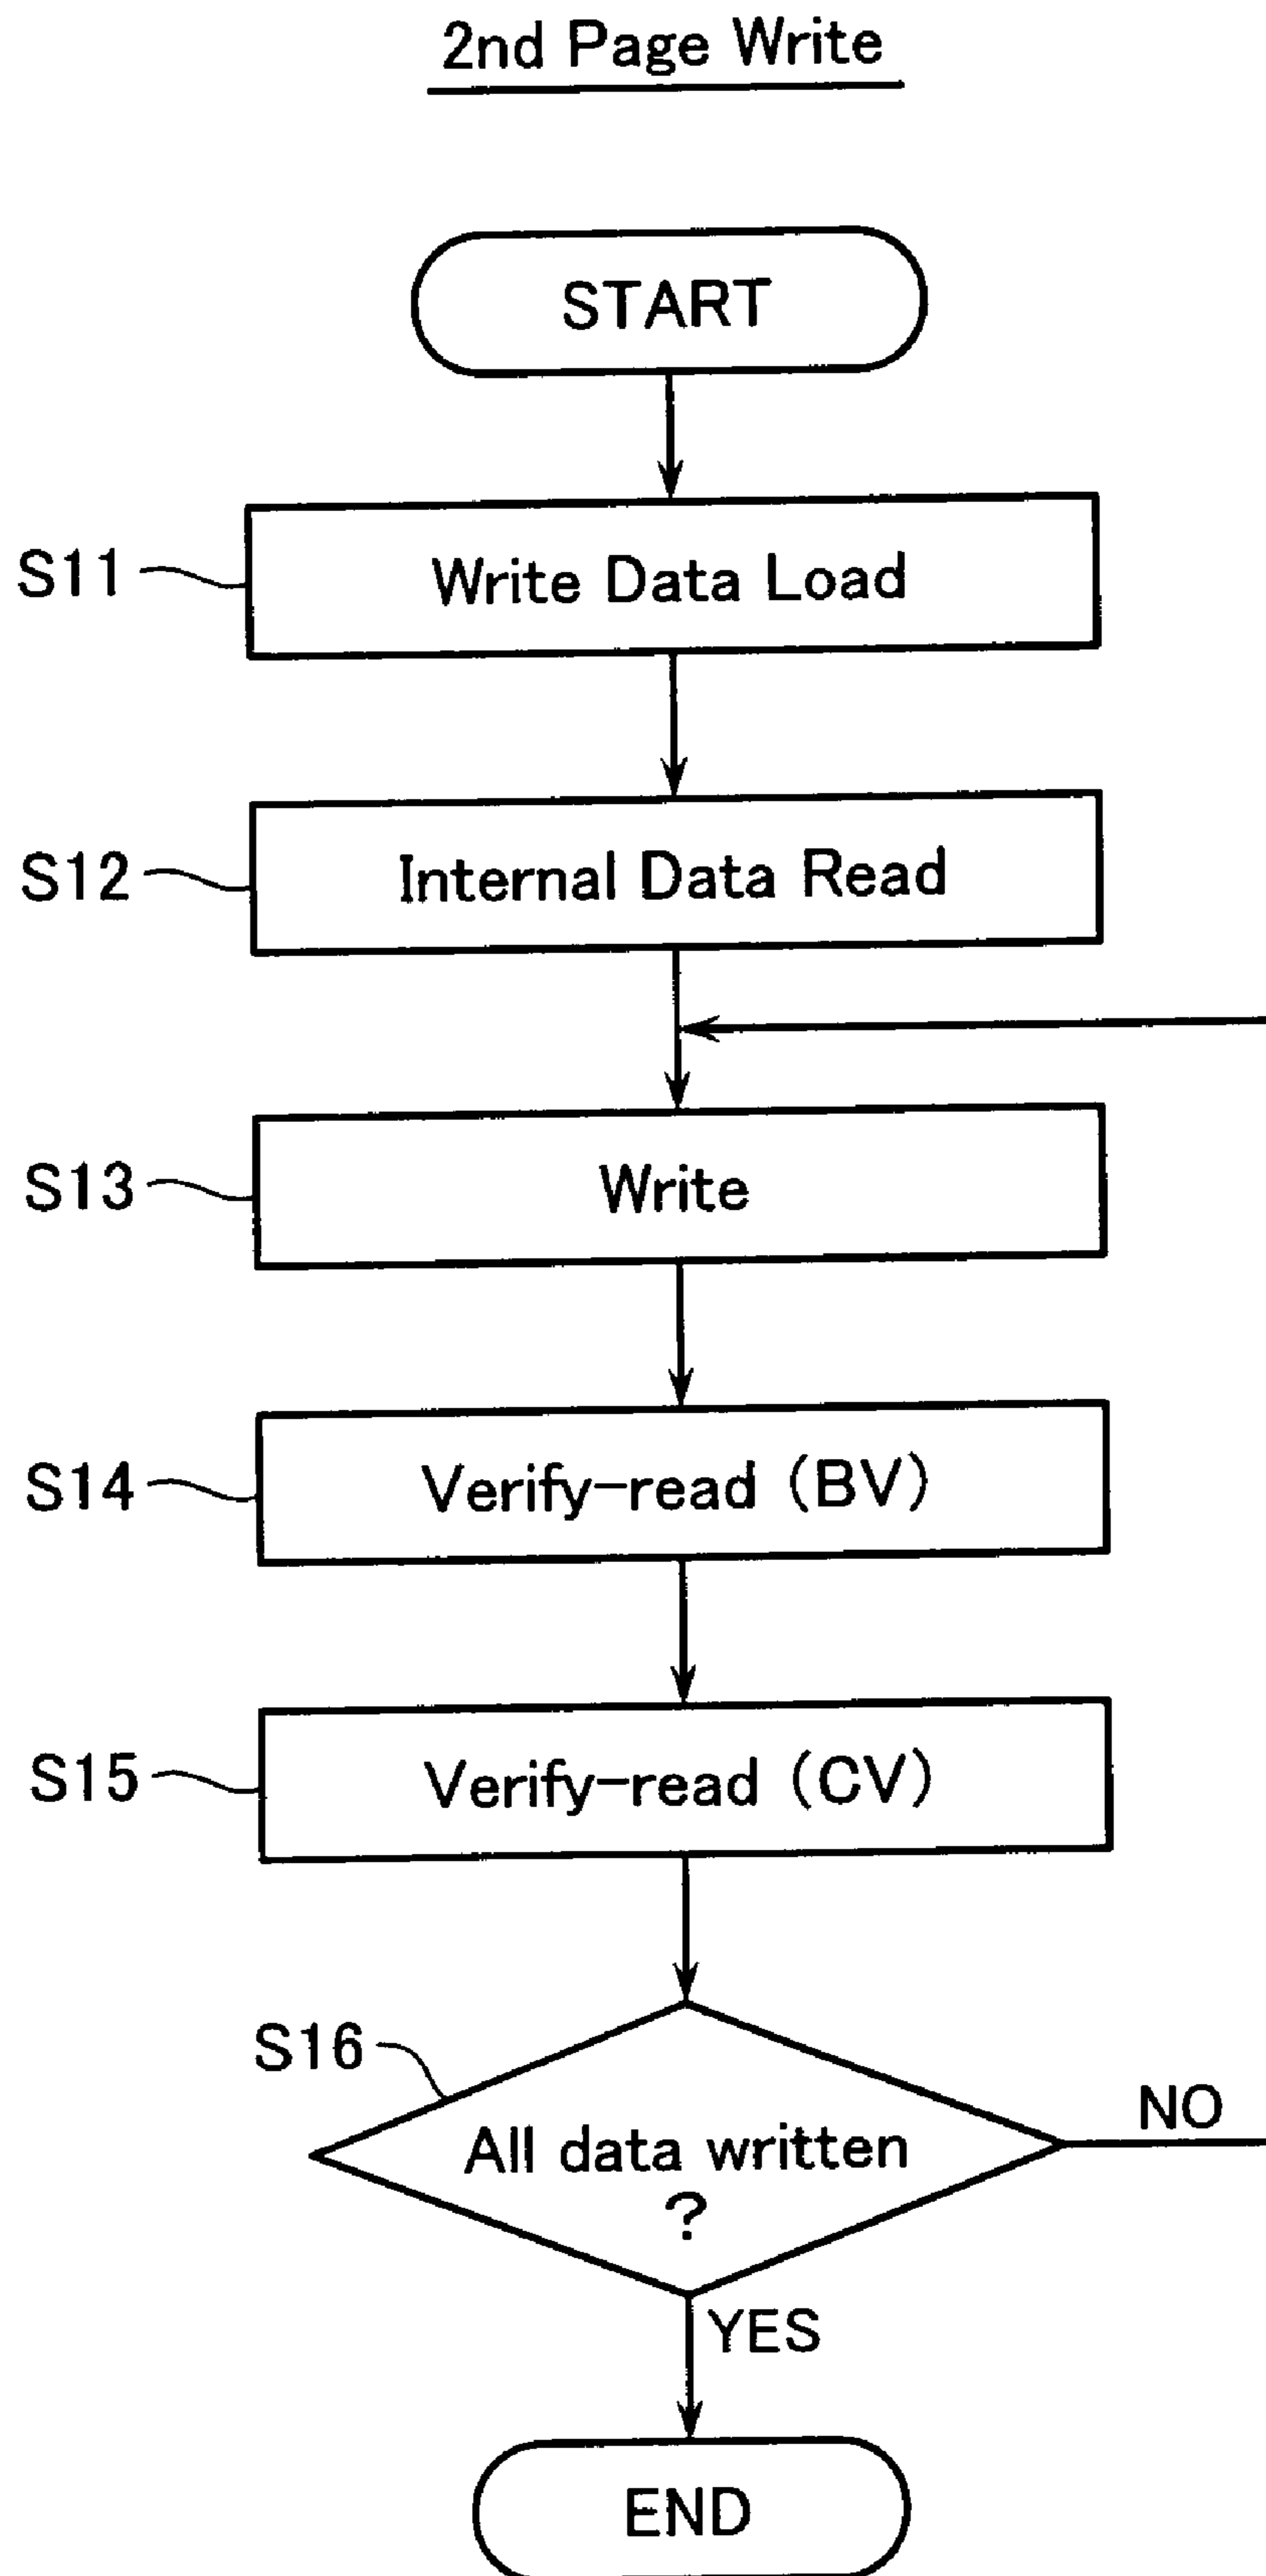 2nd Page Write
START
S11
Write Data Load
S12
Internal Data Read
S13
Write
S14
Verify-read (BV)
S15
Verify-read (CV)
S16
All data written
?
NO
YES
END